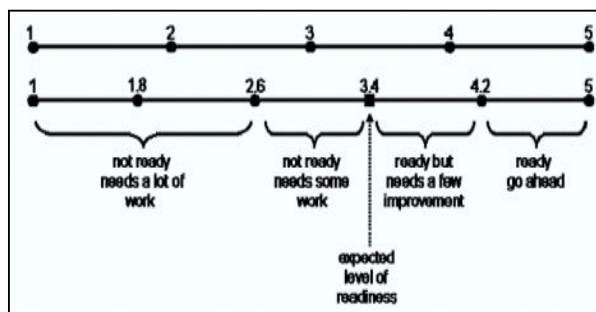 1 2 3 4 5
1 1.8 2.6 3.4 4.2 5
not ready
needs a lot of
work
not ready
needs some
work
ready but
needs a few
improvement
ready
go ahead
expected
level of
readiness